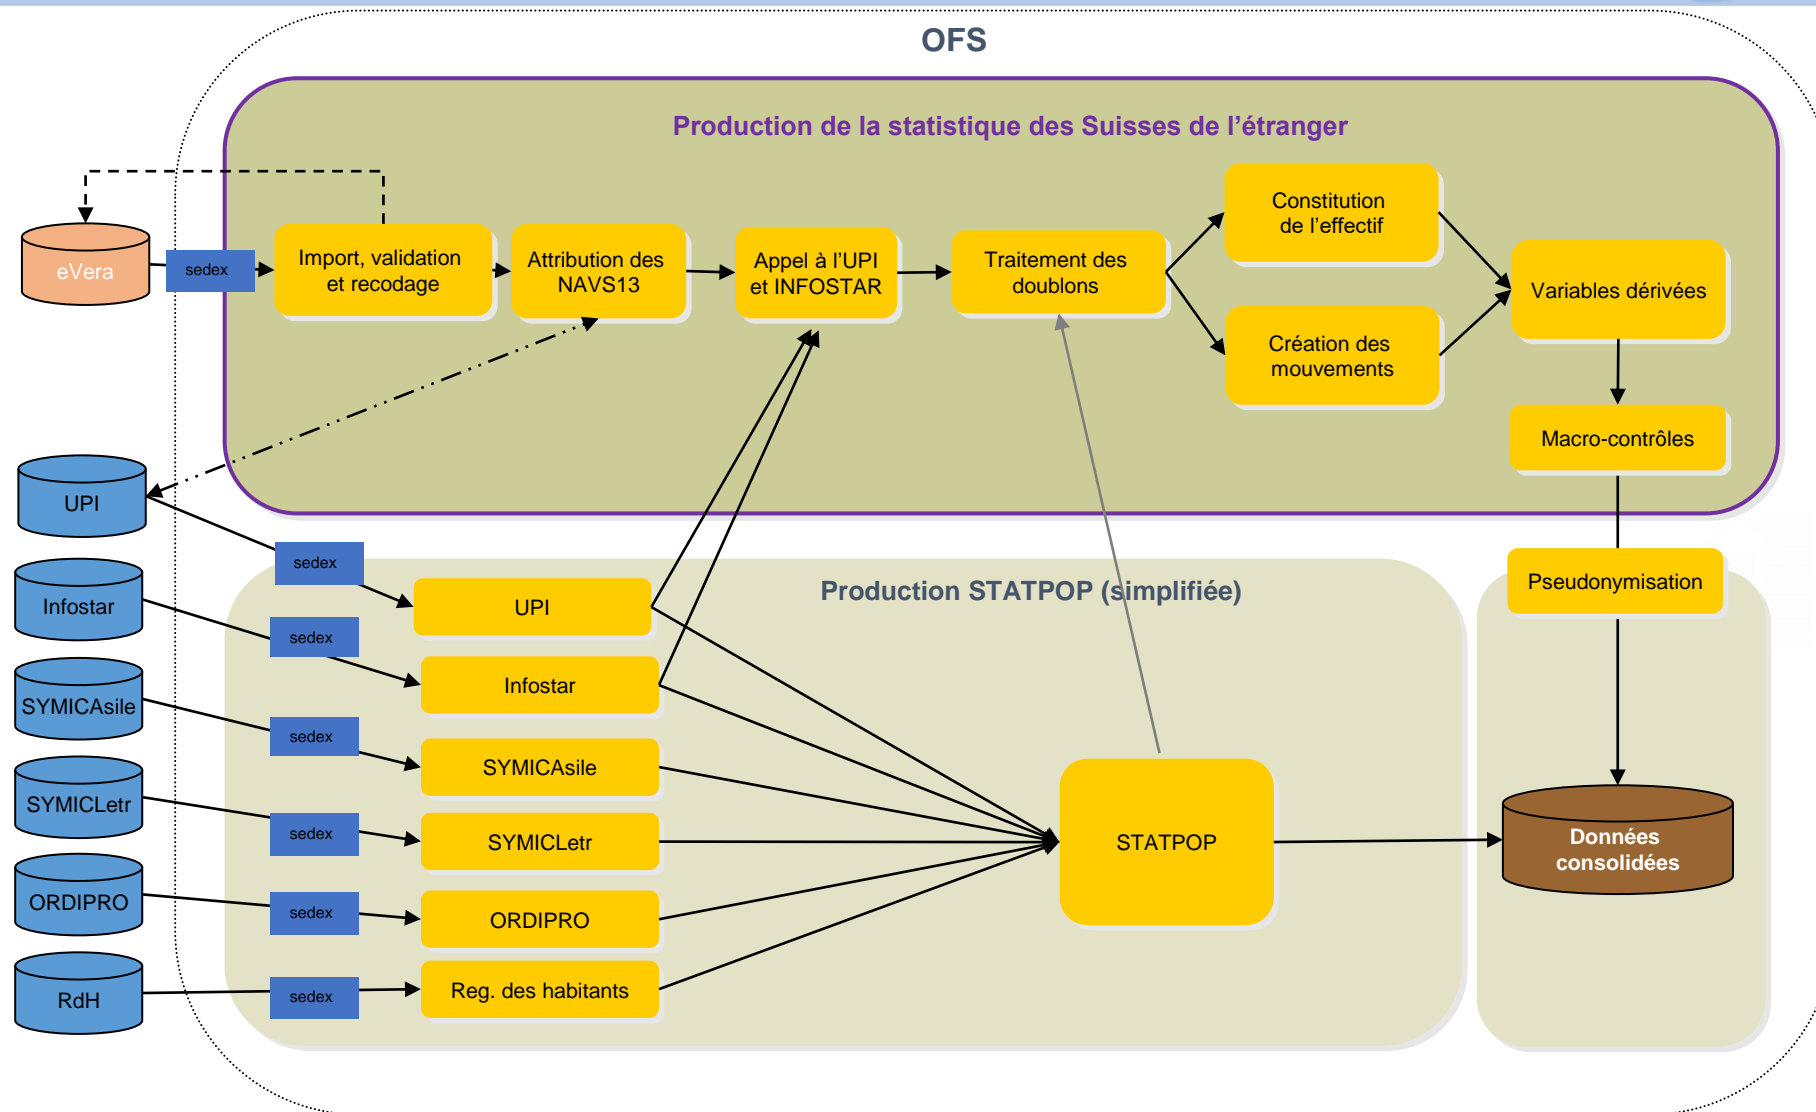 OFS
Production de la statistique des Suisses de l’étranger
eVera
sedex
Import, validation
et recodage
Attribution des
NAVS13
Appel à l’UPI
et INFOSTAR
Traitement des
doublons
Constitution
de l’effectif
Création des
mouvements
Variables dérivées
Macro-contrôles
Pseudonymisation
Production STATPOP (simplifiée)
UPI
sedex
UPI
Infostar
sedex
Infostar
SYMICAsile
sedex
SYMICAsile
SYMICLetr
sedex
SYMICLetr
ORDIPRO
sedex
ORDIPRO
RdH
sedex
Reg. des habitants
STATPOP
Données
consolidées